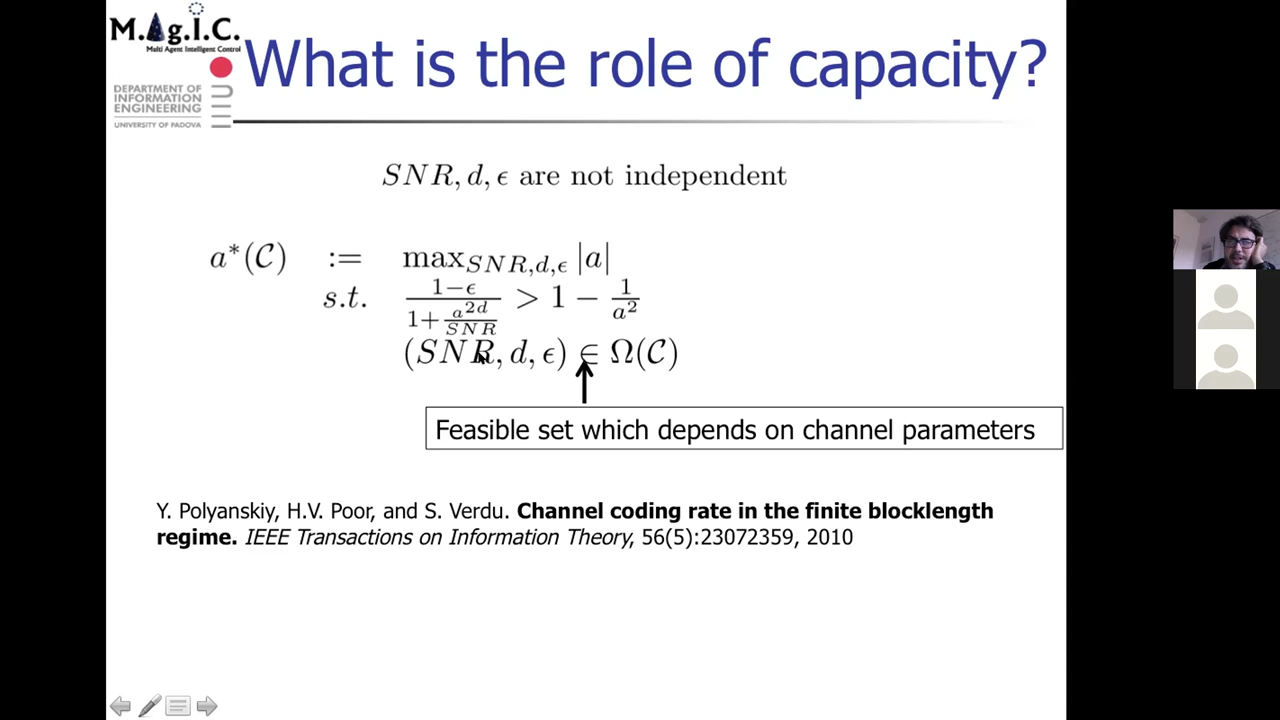 M.A.g.I.C.
Multi Agent Intelligent Control
What is the role of capacity?
DEPARTMENT OF
INFORMATION
ENGINEERING
UNIVERSITY OF PADOVA
SNR, d, ϵ are not independent
a*(C) := max_{SNR,d,ϵ} |a|
s.t. \frac{1−ϵ}{1+\frac{a^{2d}}{SNR}} > 1 − \frac{1}{a^2}
(SNR, d, ϵ) ∈ Ω(C)
Feasible set which depends on channel parameters
Y. Polyanskiy, H.V. Poor, and S. Verdu. Channel coding rate in the finite blocklength
regime. IEEE Transactions on Information Theory, 56(5):23072359, 2010